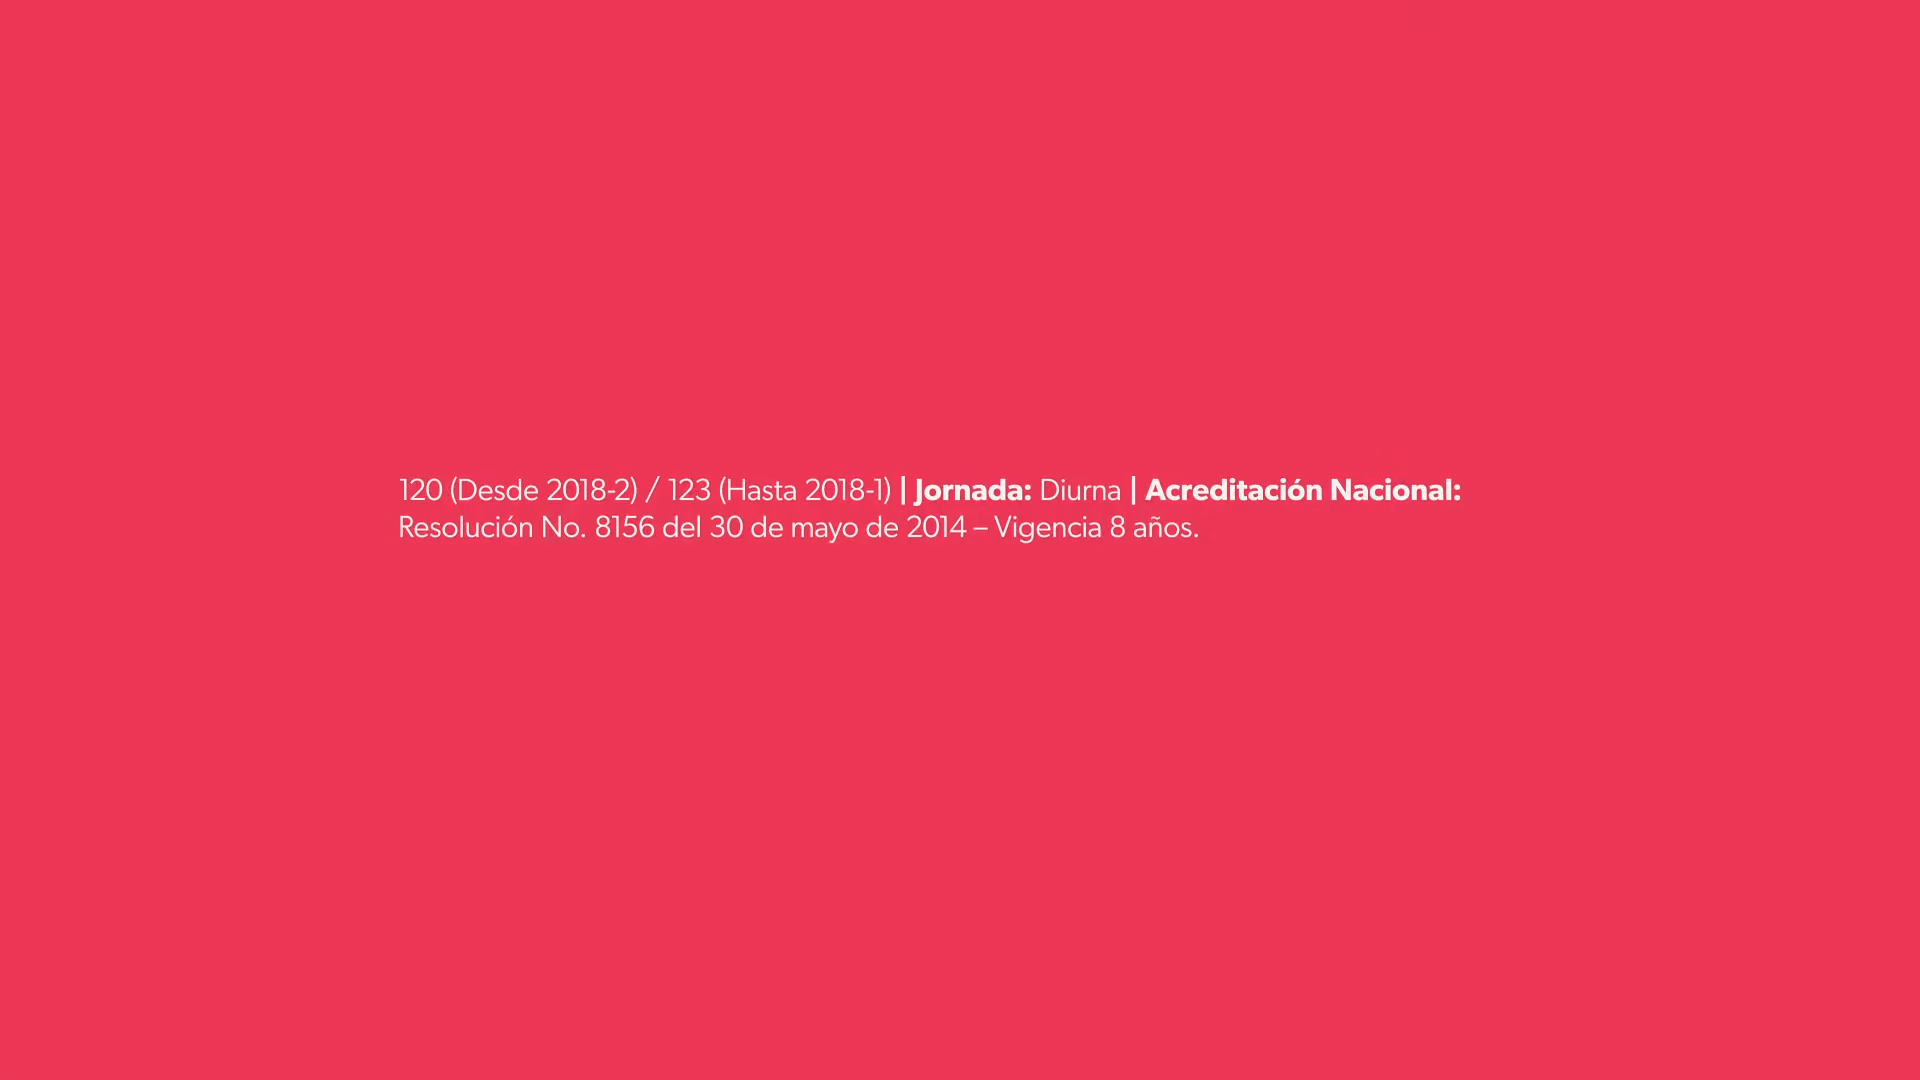 120 (Desde 2018-2) / 123 (Hasta 2018-1) | Jornada: Diurna | Acreditación Nacional:
Resolución No. 8156 del 30 de mayo de 2014 – Vigencia 8 años.